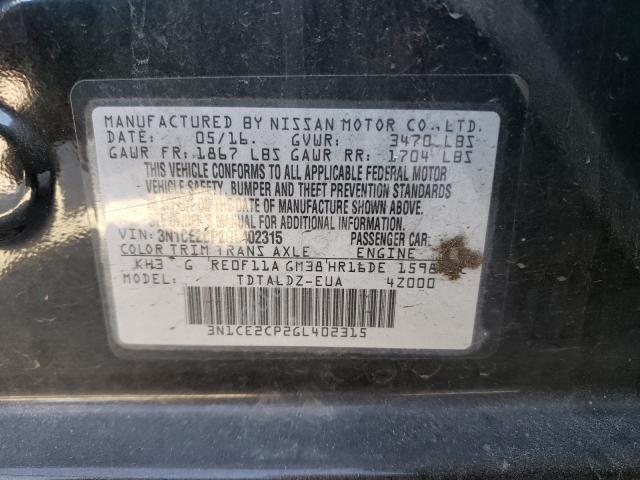 MANUFACTURED BY NISSAN MOTOR CO., LTD.
DATE: 05/16. GVWR: 3470 LBS
GAWR FR: 1867 LBS GAWR RR: 1704 LBS
THIS VEHICLE CONFORMS TO ALL APPLICABLE FEDERAL MOTOR
VEHICLE SAFETY, BUMPER AND THEFT PREVENTION STANDARDS
DATE OF MANUFACTURE SHOWN ABOVE.
MANUAL FOR ADDITIONAL INFORMATION.
VIN: PASSENGER CAR
COLOR TRIM TRANS AXLE ENGINE
KH3 G RE0F11A GM38 HR16DE 1598
MODEL: TDTALDZ-EUA 4Z000
3N1CE2CP2GL402315